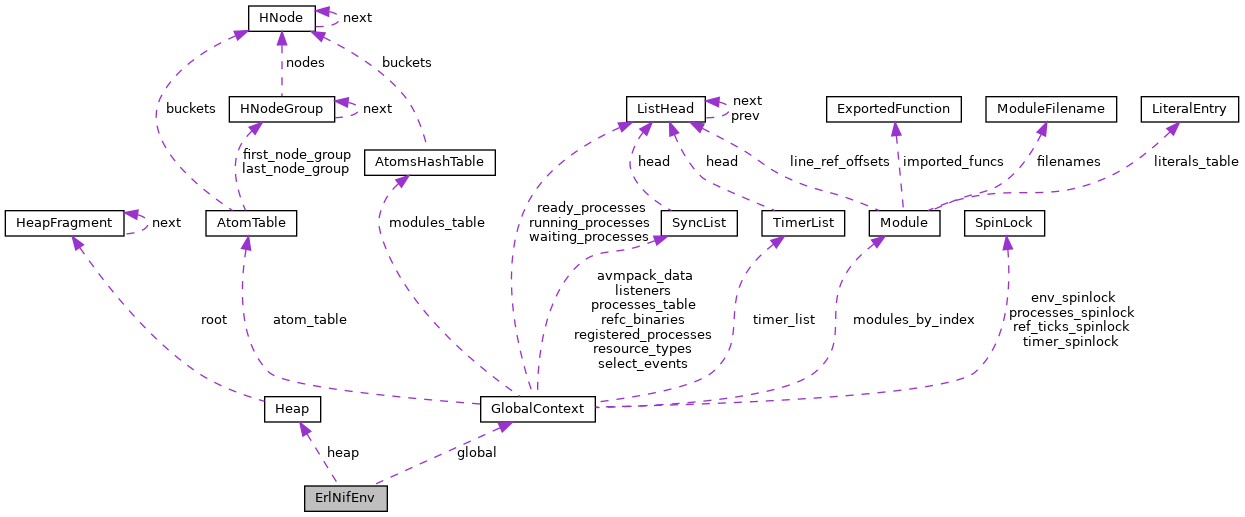 HNode
next
nodes
buckets
buckets
HNodeGroup
next
ListHead
next
prev
ExportedFunction
ModuleFilename
LiteralEntry
first_node_group
last_node_group
AtomsHashTable
head
head
line_ref_offsets
imported_funcs
filenames
literals_table
HeapFragment
next
AtomTable
modules_table
ready_processes
running_processes
waiting_processes
SyncList
TimerList
Module
SpinLock
root
atom_table
avmpack_data
listeners
processes_table
refc_binaries
registered_processes
resource_types
select_events
timer_list
modules_by_index
env_spinlock
processes_spinlock
ref_ticks_spinlock
timer_spinlock
Heap
GlobalContext
heap
global
ErlNifEnv